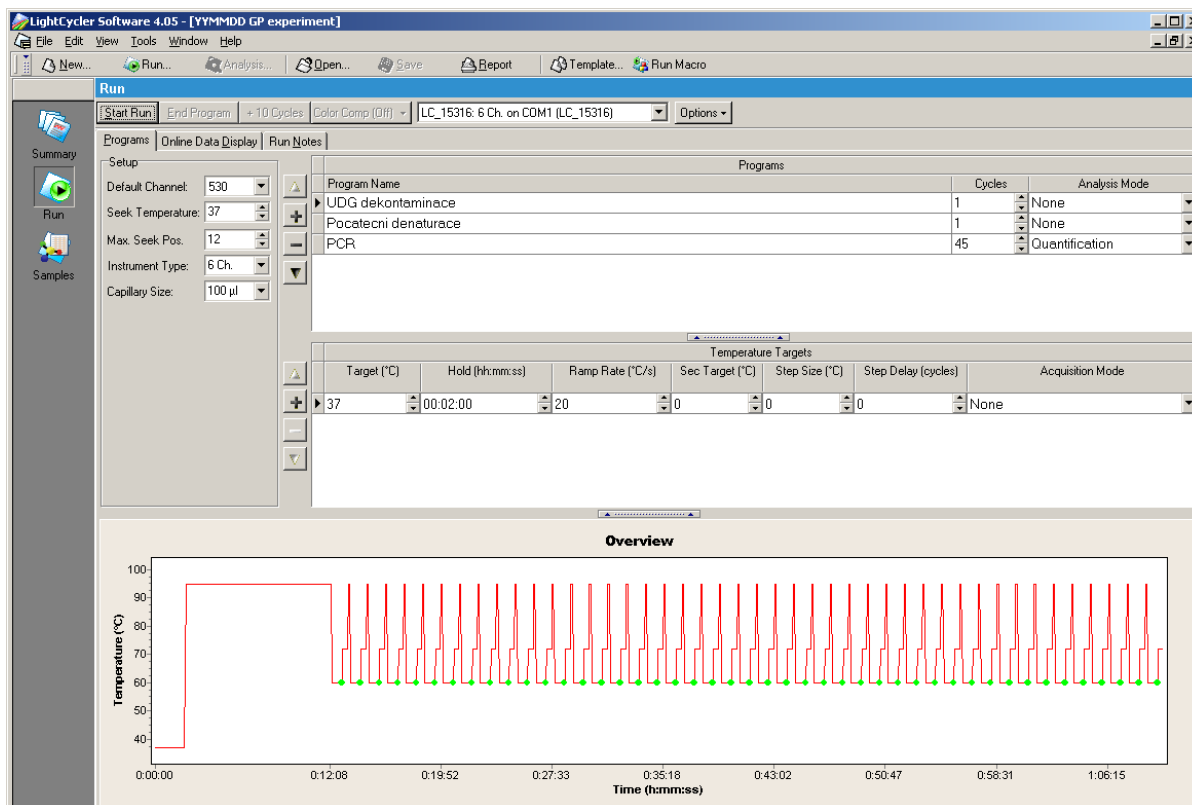 LightCycler Software 4.05 - [YYMMDD GP experiment]
File Edit View Tools Window Help
New... Run... Analysis... Open... Save Report Template... Run Macro
Run
Start Run End Program + 10 Cycles Color Comp (Off) LC_15316: 6 Ch. on COM1 (LC_15316) Options
Programs Online Data Display Run Notes
Summary
Run
Samples
Setup
Default Channel: 530
Seek Temperature: 37
Max. Seek Pos. 12
Instrument Type: 6 Ch.
Capillary Size: 100 µl
Programs
Program Name Cycles Analysis Mode
UDG dekontaminace 1 None
Pocatecni denaturace 1 None
PCR 45 Quantification
Temperature Targets
Target (°C) Hold (hh:mm:ss) Ramp Rate (°C/s) Sec Target (°C) Step Size (°C) Step Delay (cycles) Acquisition Mode
37 00:02:00 20 0 0 0 None
Overview
Temperature (°C)
100
90
80
70
60
50
40
0:00:00 0:12:08 0:19:52 0:27:33 0:35:18 0:43:02 0:50:47 0:58:31 1:06:15
Time (h:mm:ss)